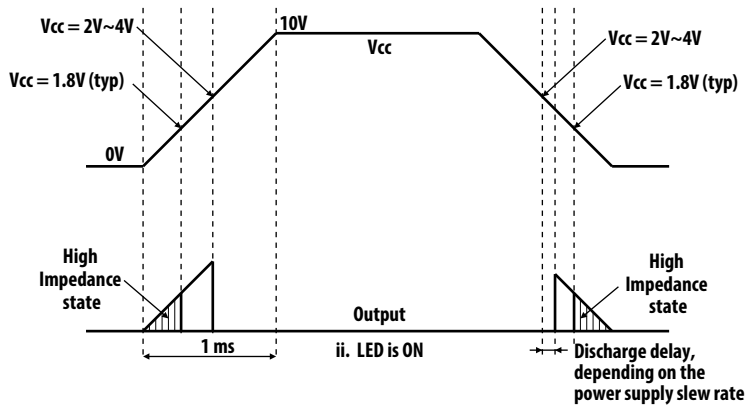 Vcc = 2V~4V
10V
Vcc
Vcc = 2V~4V
Vcc = 1.8V (typ)
Vcc = 1.8V (typ)
0V
High
Impedance
state
High
Impedance
state
Output
1 ms
ii. LED is ON
Discharge delay,
depending on the
power supply slew rate